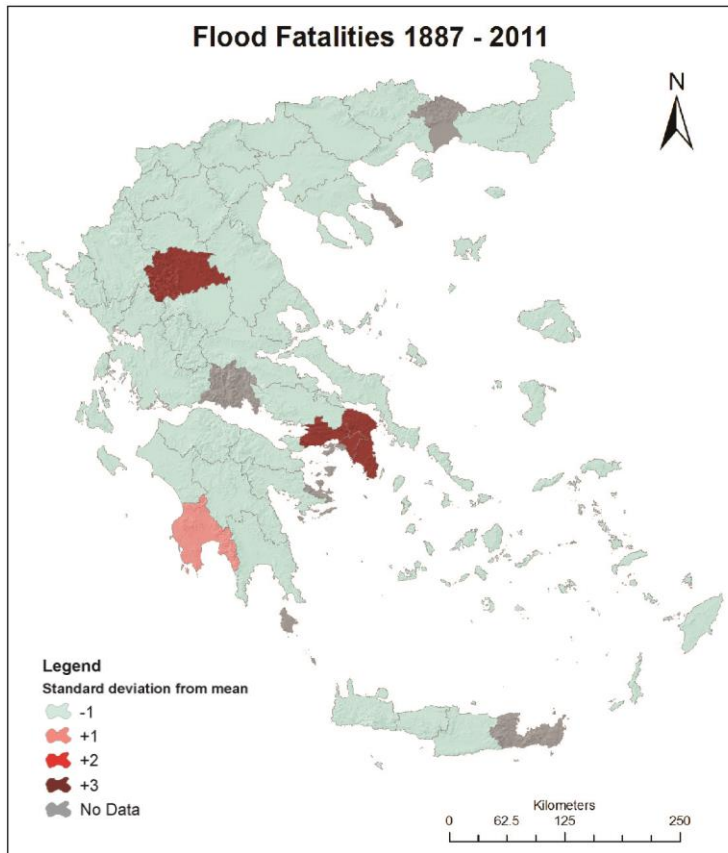 Flood Fatalities 1887 - 2011
N
Legend
Standard deviation from mean
-1
+1
+2
+3
No Data
Kilometers
0 62.5 125 250